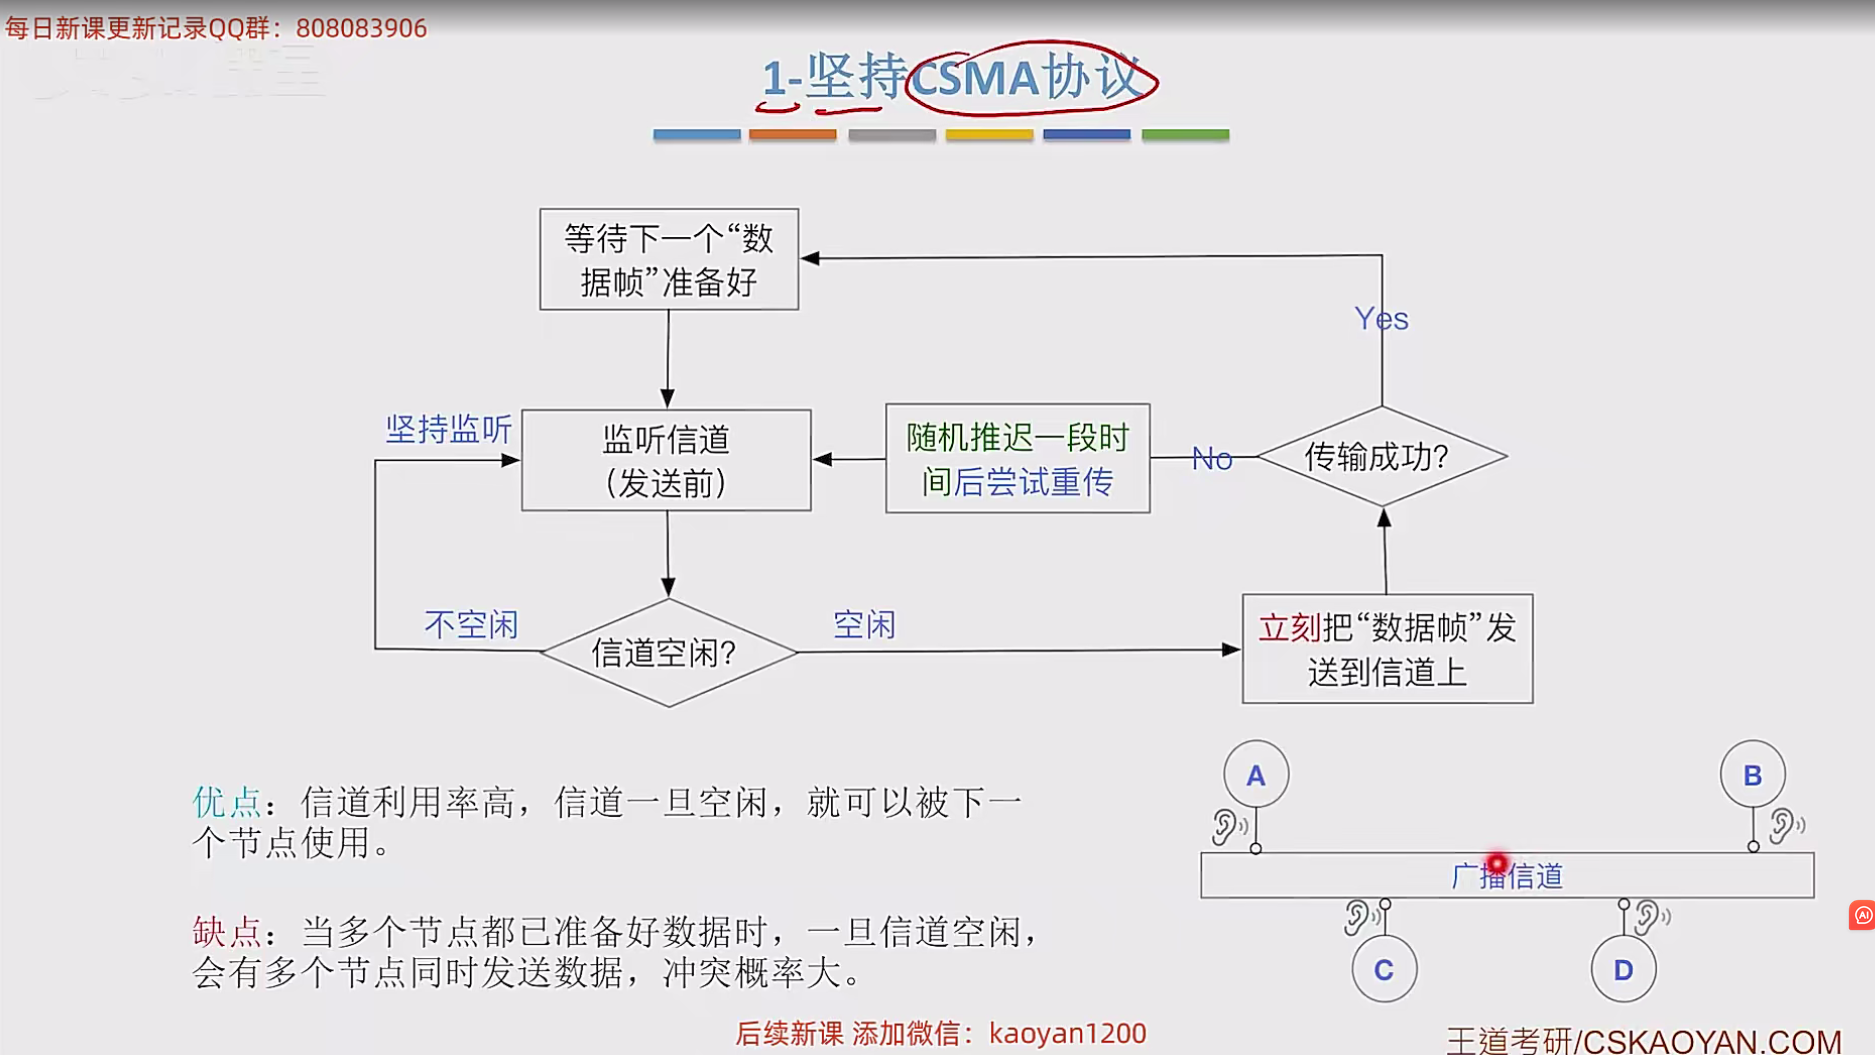 每日新课更新记录QQ群：808083906
1-坚持CSMA协议
等待下一个“数
据帧”准备好
Yes
坚持监听
监听信道
（发送前）
随机推迟一段时
间后尝试重传
No
传输成功？
不空闲
信道空闲？
空闲
立刻把“数据帧”发
送到信道上
优点：信道利用率高，信道一旦空闲，就可以被下一
个节点使用。
缺点：当多个节点都已准备好数据时，一旦信道空闲，
会有多个节点同时发送数据，冲突概率大。
A
B
广播信道
C
D
后续新课 添加微信：kaoyan1200
王道考研/CSKAOYAN.COM
AI